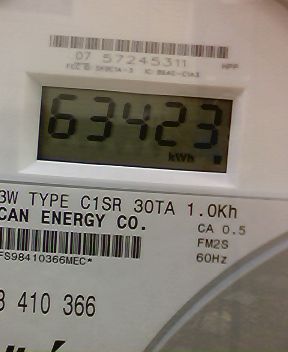 07 57245311
63423
kWh
3W TYPE C1SR 30TA 1.0Kh
CAN ENERGY CO.
CA 0.5
FM2S
60Hz
FS98410366MEC*
8 410 366